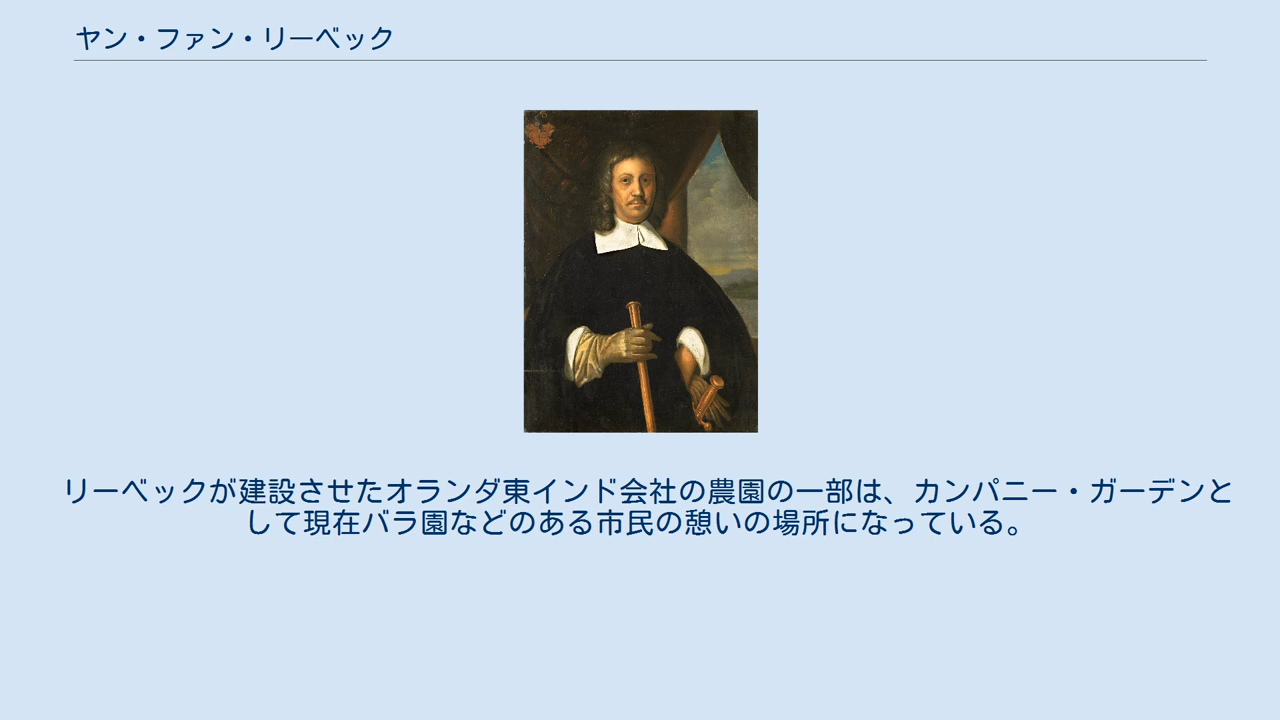 ヤン・ファン・リーベック
リーベックが建設させたオランダ東インド会社の農園の一部は、カンパニー・ガーデンと
して現在バラ園などのある市民の憩いの場所になっている。